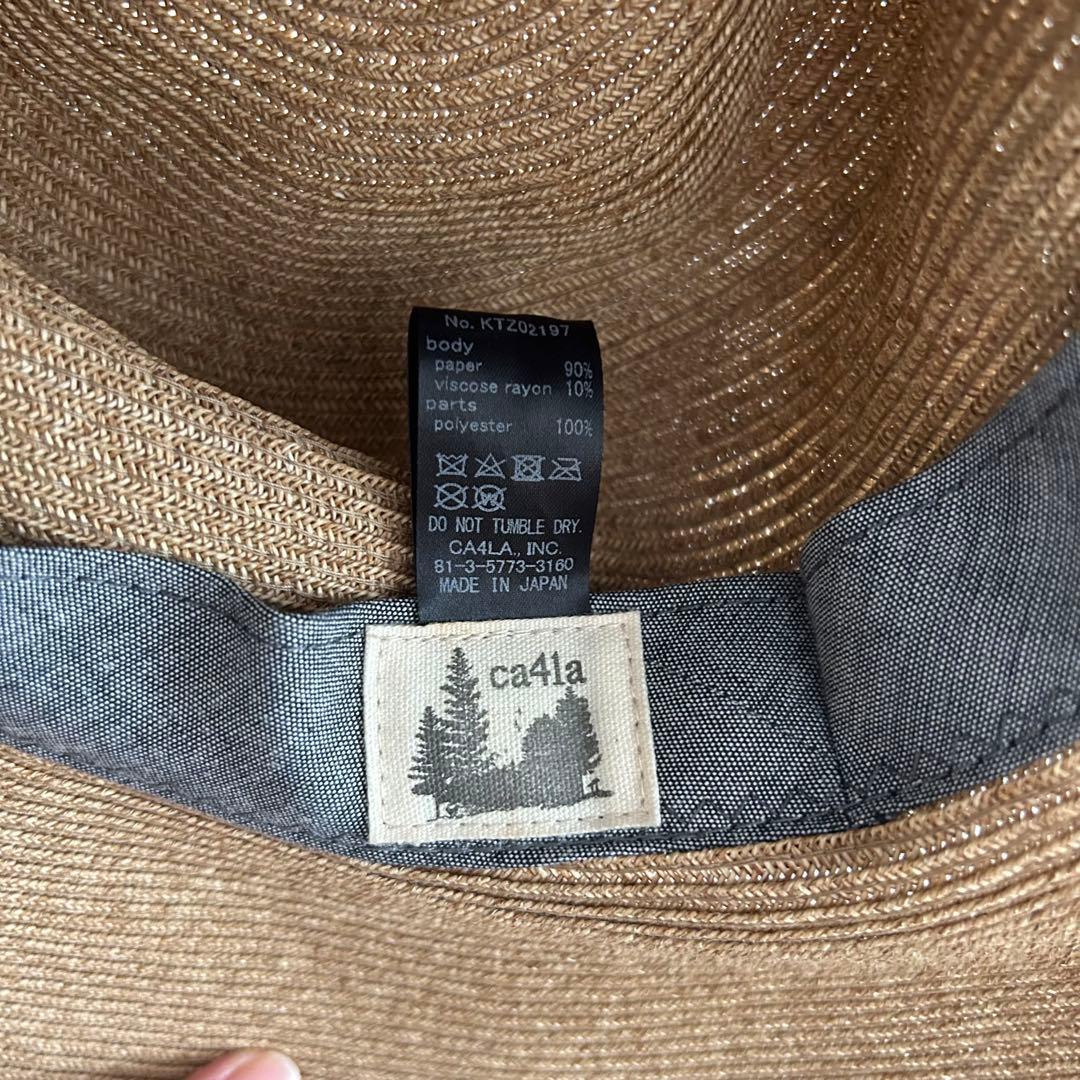 No. KTZ02197
body
paper 90%
viscose rayon 10%
parts
polyester 100%
W
DO NOT TUMBLE DRY.
CA4LA., INC.
81-3-5773-3160
MADE IN JAPAN
ca4la